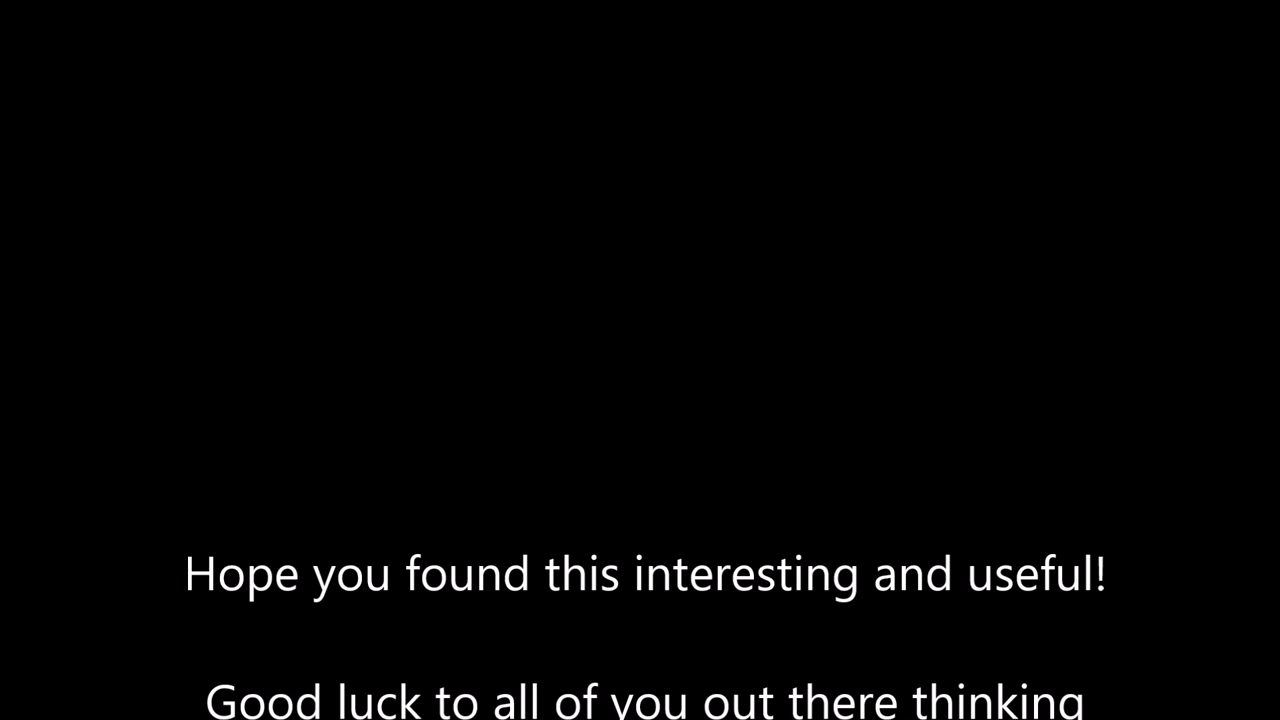 Hope you found this interesting and useful!
Good luck to all of you out there thinking